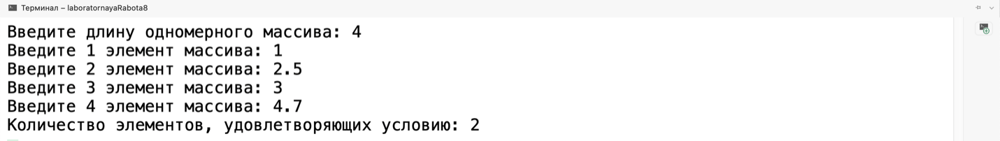 Терминал – laboratornayaRabota8
Введите длину одномерного массива: 4
Введите 1 элемент массива: 1
Введите 2 элемент массива: 2.5
Введите 3 элемент массива: 3
Введите 4 элемент массива: 4.7
Количество элементов, удовлетворяющих условию: 2